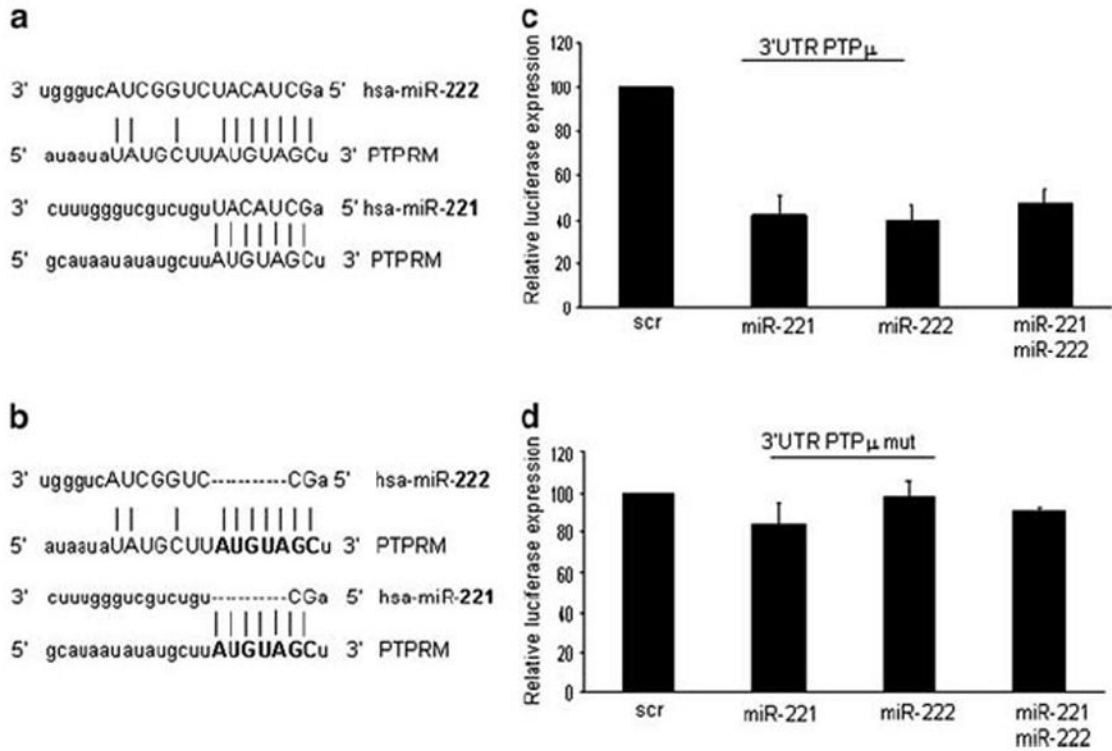 a
3' ugggucAUCGGUCUACAUCGa 5' hsa-miR-222
5' auaauaUAUGCUUAUGUAGCu 3' PTPRM
3' cuuugggucgucuguUACAUCGa 5' hsa-miR-221
5' gcauaauauaugcuuAUGUAGCu 3' PTPRM
b
3' ugggucAUCGGUC----------CGa 5' hsa-miR-222
5' auaauaUAUGCUUAUGUAGCu 3' PTPRM
3' cuuugggucgucugu----------CGa 5' hsa-miR-221
5' gcauaauauaugcuuAUGUAGCu 3' PTPRM
c
3'UTR PTPμ
Relative luciferase expression
120
100
80
60
40
20
0
scr
miR-221
miR-222
miR-221
miR-222
d
3'UTR PTPμ mut
Relative luciferase expression
120
100
80
60
40
20
0
scr
miR-221
miR-222
miR-221
miR-222